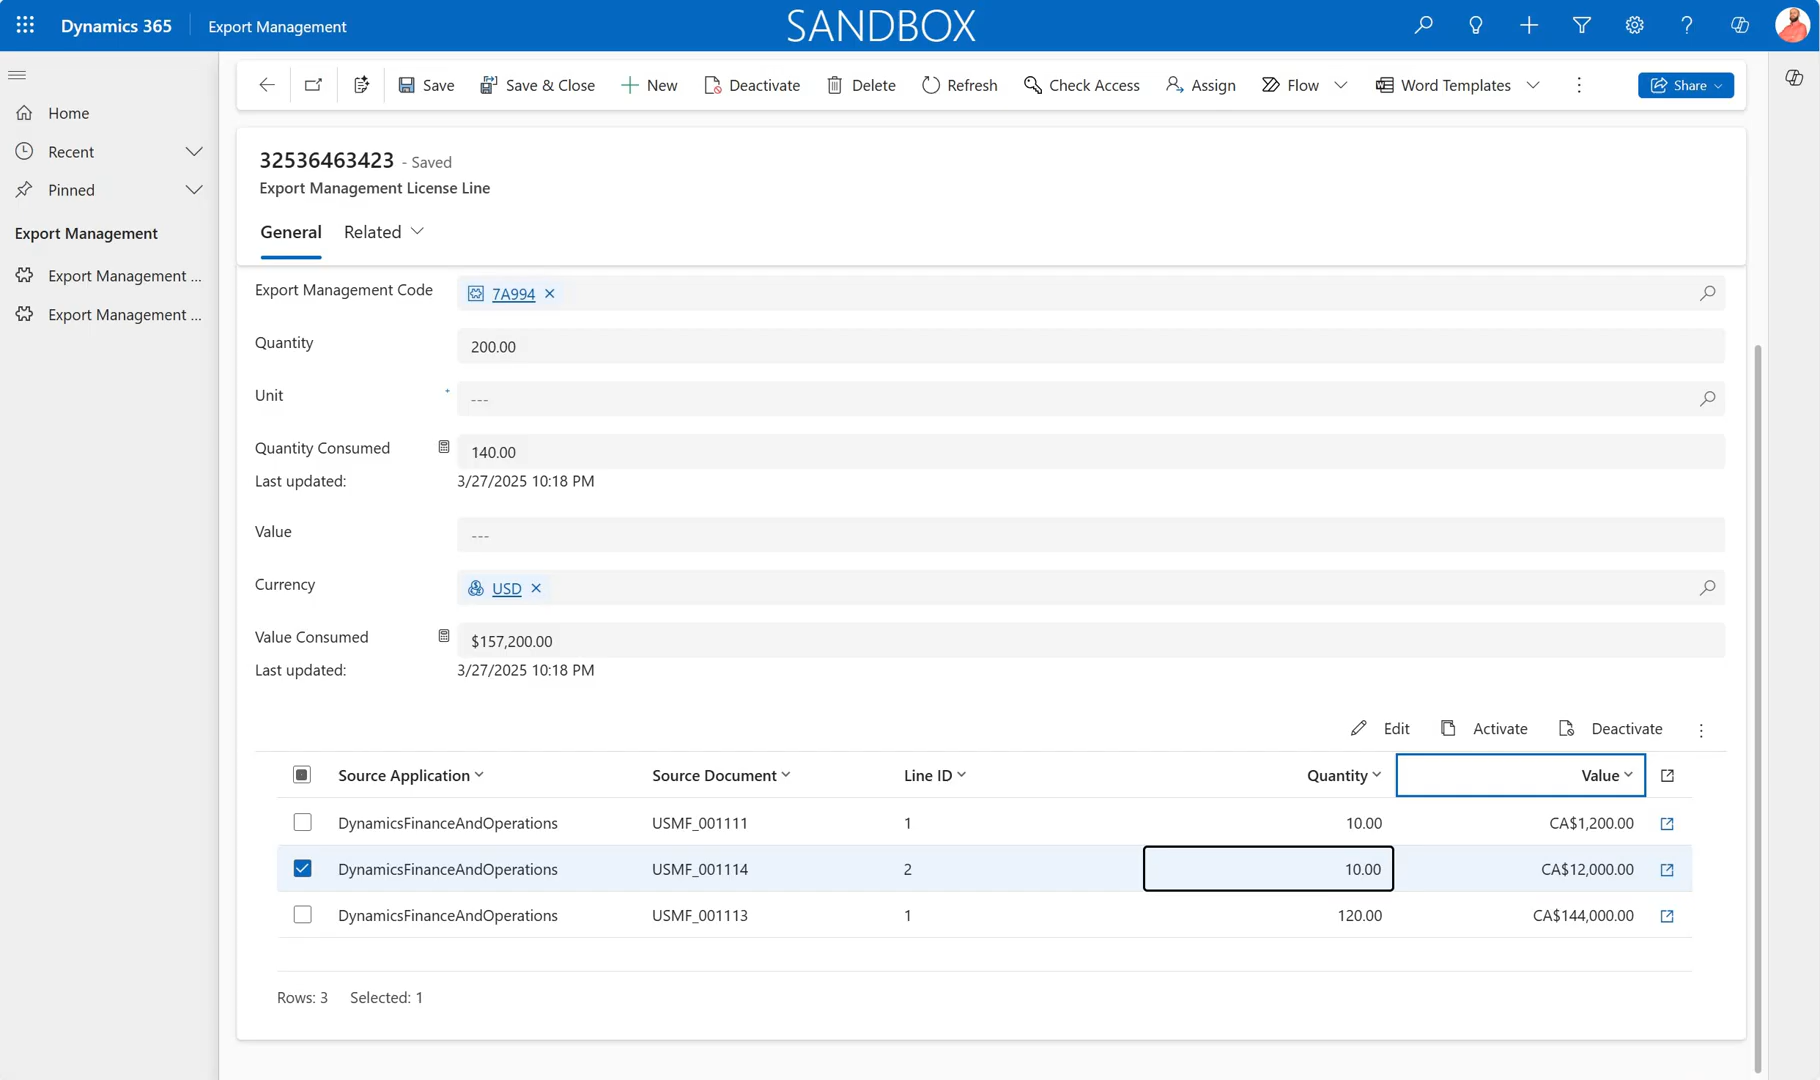 Dynamics 365 Export Management SANDBOX
Save Save & Close New Deactivate Delete Refresh Check Access Assign Flow Word Templates Share
Home
Recent
Pinned
Export Management
Export Management ...
Export Management ...
32536463423 - Saved
Export Management License Line
General Related
Export Management Code 7A994
Quantity 200.00
Unit ---
Quantity Consumed 140.00
Last updated: 3/27/2025 10:18 PM
Value ---
Currency USD
Value Consumed $157,200.00
Last updated: 3/27/2025 10:18 PM
Edit Activate Deactivate
Source Application Source Document Line ID Quantity Value
DynamicsFinanceAndOperations USMF_001111 1 10.00 CA$1,200.00
DynamicsFinanceAndOperations USMF_001114 2 10.00 CA$12,000.00
DynamicsFinanceAndOperations USMF_001113 1 120.00 CA$144,000.00
Rows: 3 Selected: 1